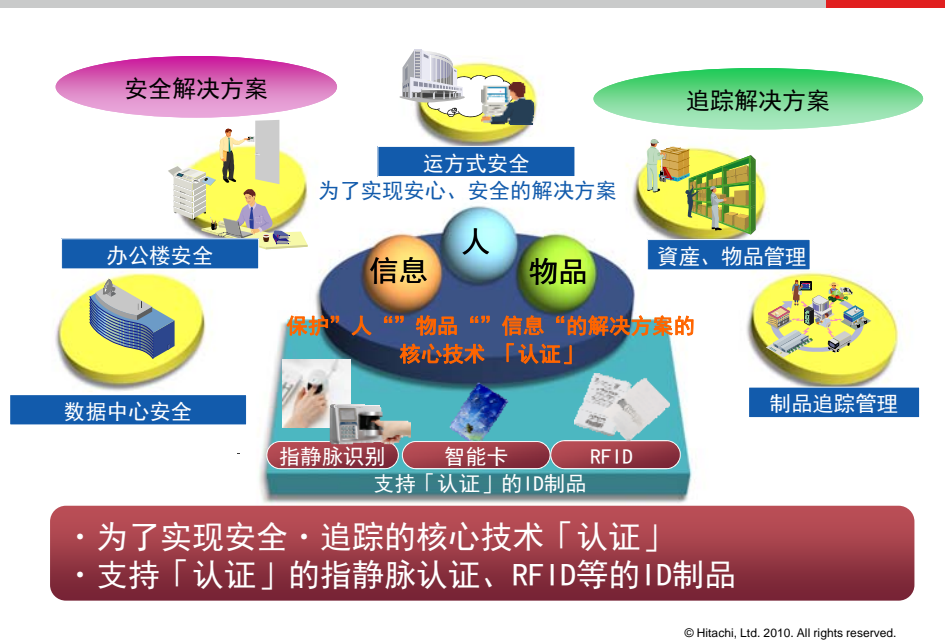 安全解决方案
追踪解决方案
运方式安全
为了实现安心、安全的解决方案
办公楼安全
資産、物品管理
人
信息
物品
保护”人“”物品“”信息“的解决方案的
核心技术 「认证」
数据中心安全
制品追踪管理
指静脉识别
智能卡
RFID
支持「认证」的ID制品
・为了实现安全・追踪的核心技术「认证」
・支持「认证」的指静脉认证、RFID等的ID制品
© Hitachi, Ltd. 2010. All rights reserved.